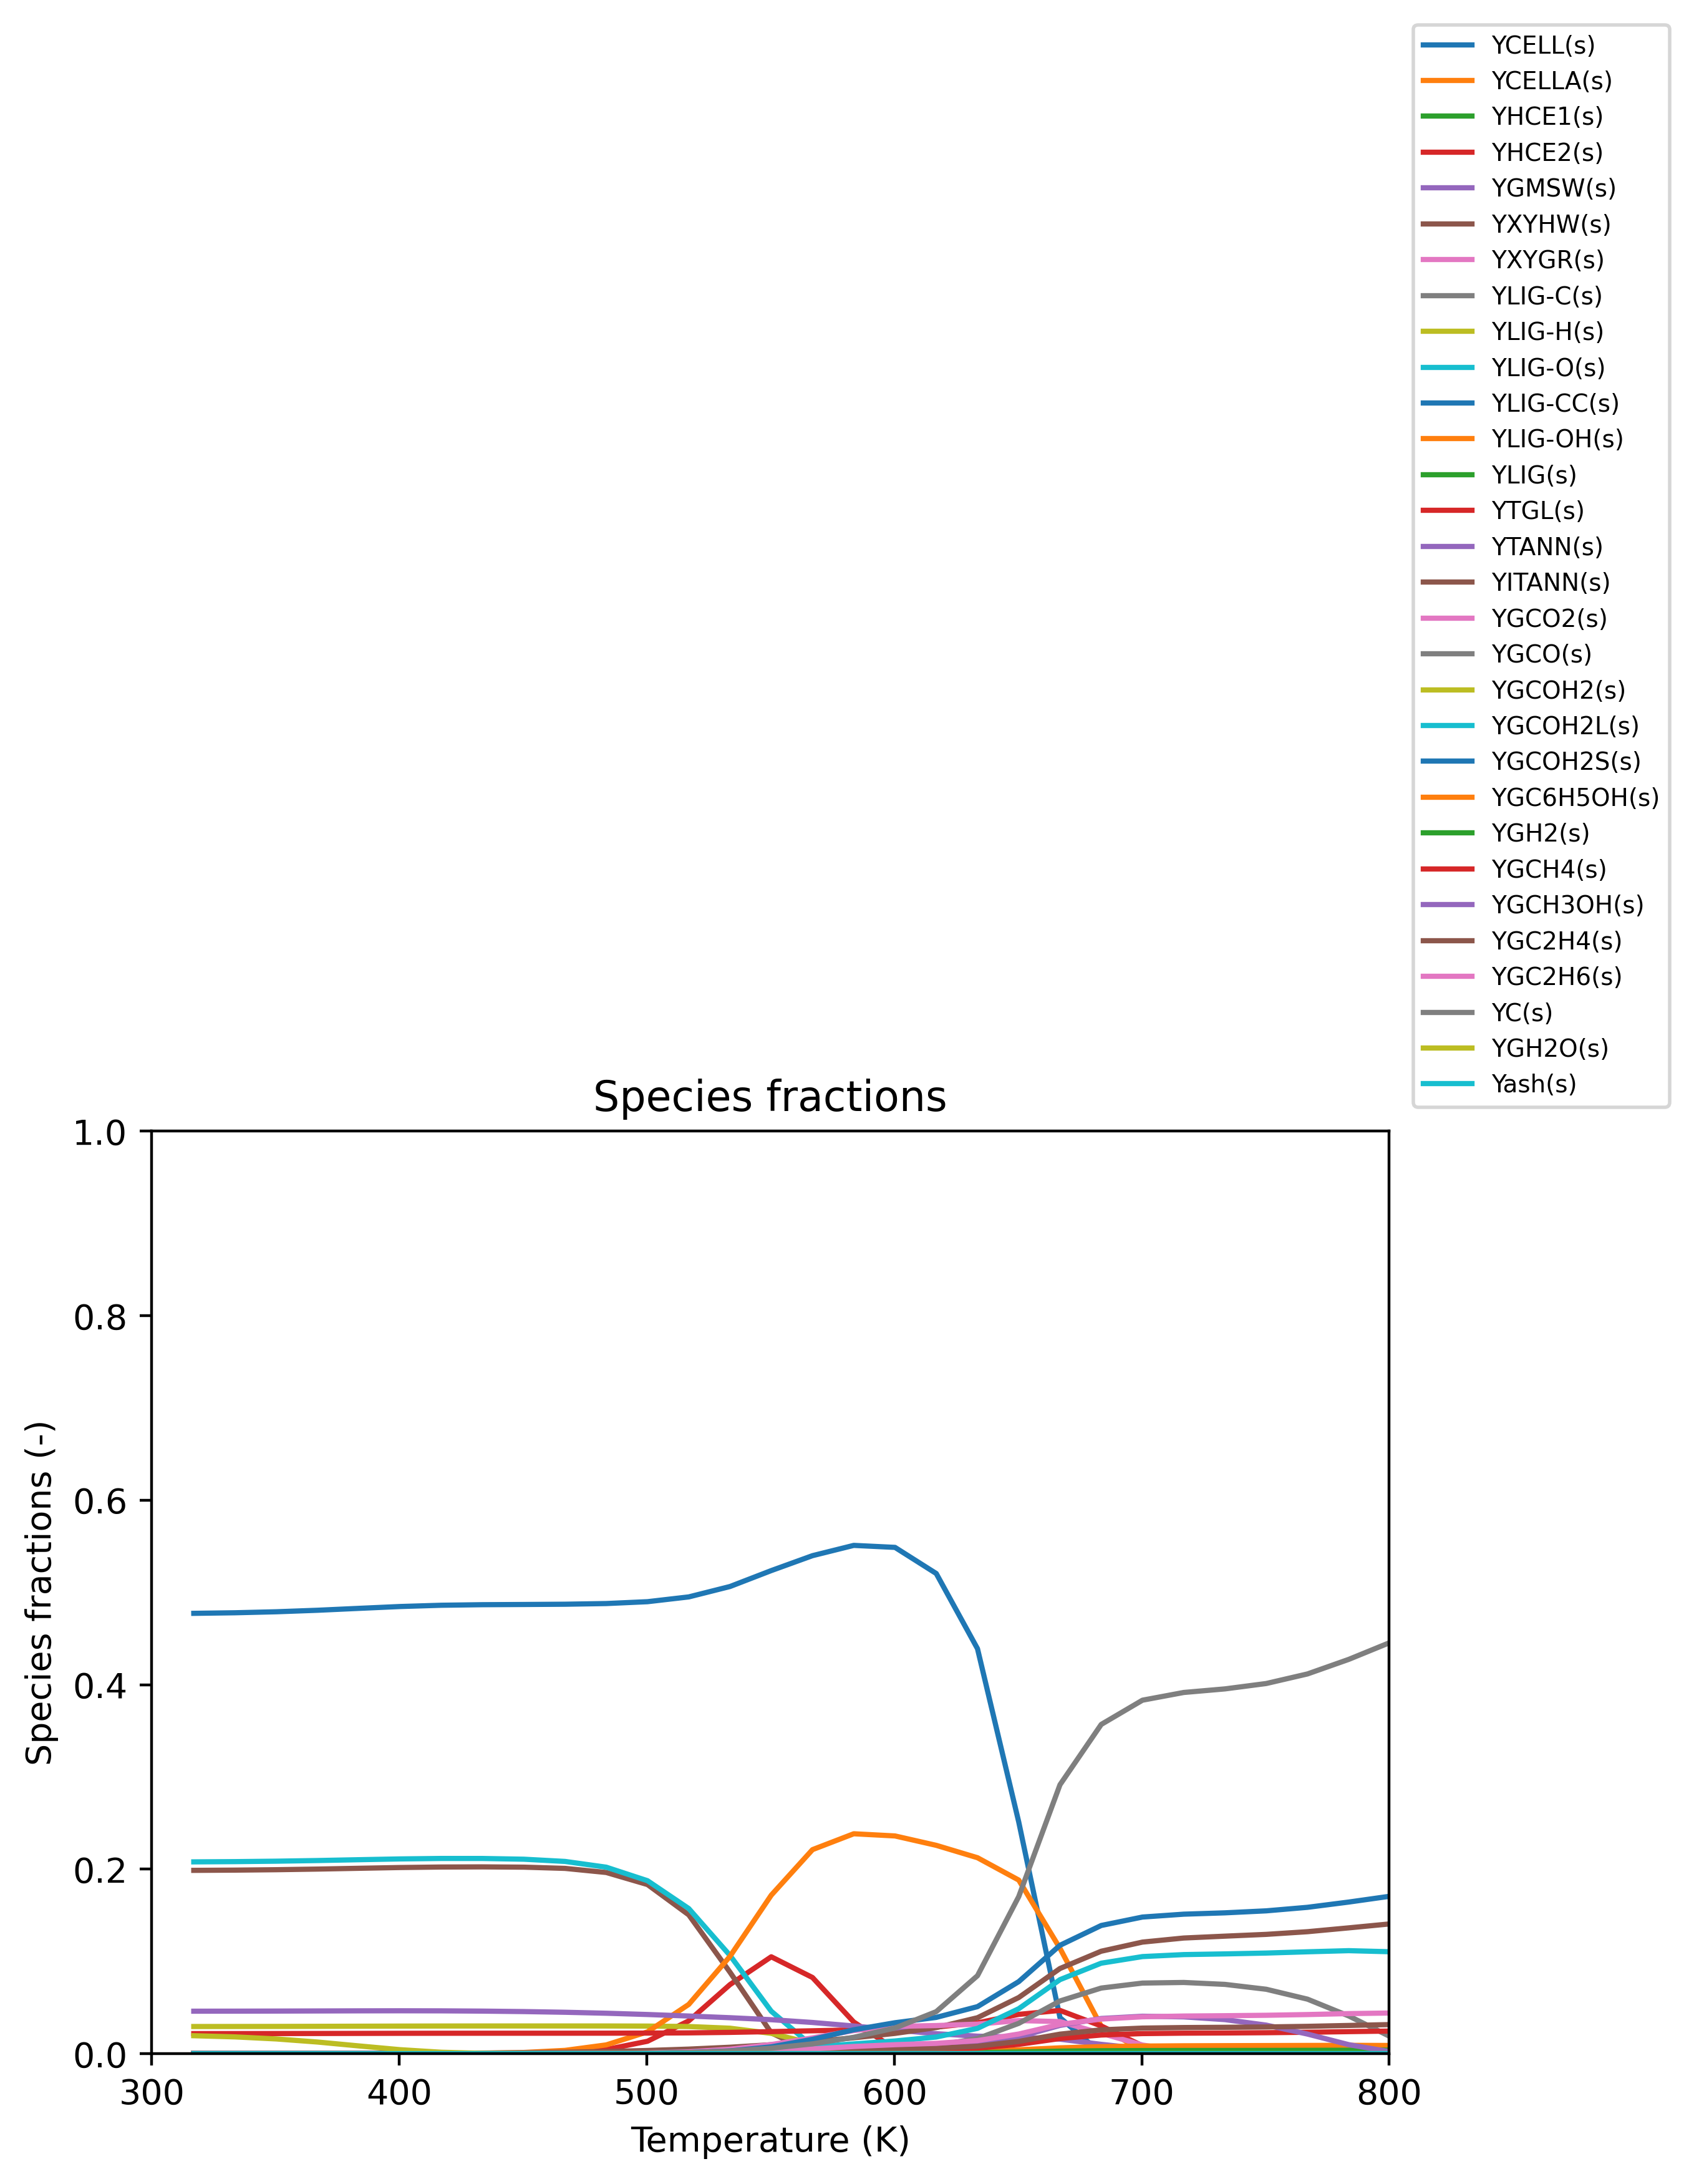 YCELL(s)
YCELLA(s)
YHCE1(s)
YHCE2(s)
YGMSW(s)
YXYHW(s)
YXYGR(s)
YLIG-C(s)
YLIG-H(s)
YLIG-O(s)
YLIG-CC(s)
YLIG-OH(s)
YLIG(s)
YTGL(s)
YTANN(s)
YITANN(s)
YGCO2(s)
YGCO(s)
YGCOH2(s)
YGCOH2L(s)
YGCOH2S(s)
YGC6H5OH(s)
YGH2(s)
YGCH4(s)
YGCH3OH(s)
YGC2H4(s)
YGC2H6(s)
YC(s)
YGH2O(s)
Yash(s)
Species fractions
1.0
0.8
0.6
0.4
0.2
0.0
Species fractions (-)
300 400 500 600 700 800
Temperature (K)